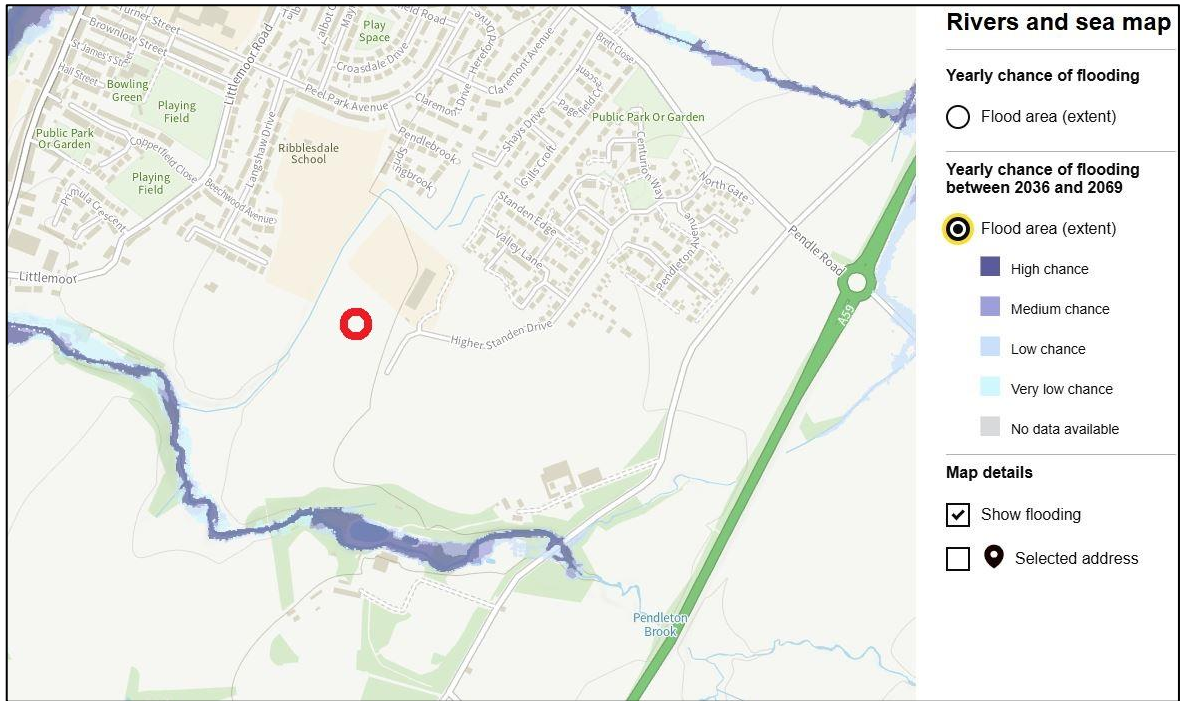 Rivers and sea map
Yearly chance of flooding
Flood area (extent)
Yearly chance of flooding
between 2036 and 2069
Flood area (extent)
High chance
Medium chance
Low chance
Very low chance
No data available
Map details
Show flooding
Selected address
Turner Street
Brownlow Street
St James's Street
Hall Street
Bowling
Green
Playing
Field
Public Park
Or Garden
Copperfield Close
Playing
Field
Beechwood Avenue
Langshaw Drive
Littlemoor Road
Littlemoor
Play
Space
Croasdale Drive
Peel Park Avenue
Ribblesdale
School
Claremont Avenue
Claremont Drive
Pendlebrook
Shays Drive
Gills Croft
Brett Close
Public Park Or Garden
Centurion Way
North Gate
Standen Edge
Valley Lane
Pendleton Avenue
Pendle Road
A59
Higher Standen Drive
Pendleton
Brook